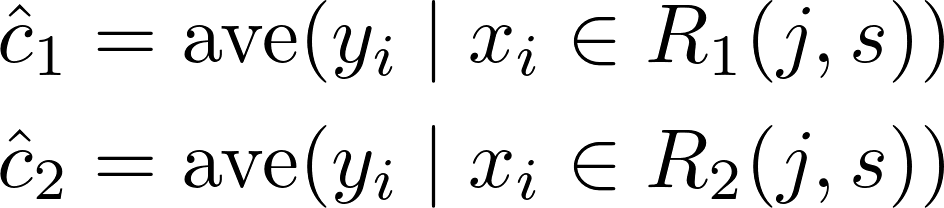 ĉ₁ = ave(yᵢ | xᵢ ∈ R₁(j, s))
ĉ₂ = ave(yᵢ | xᵢ ∈ R₂(j, s))